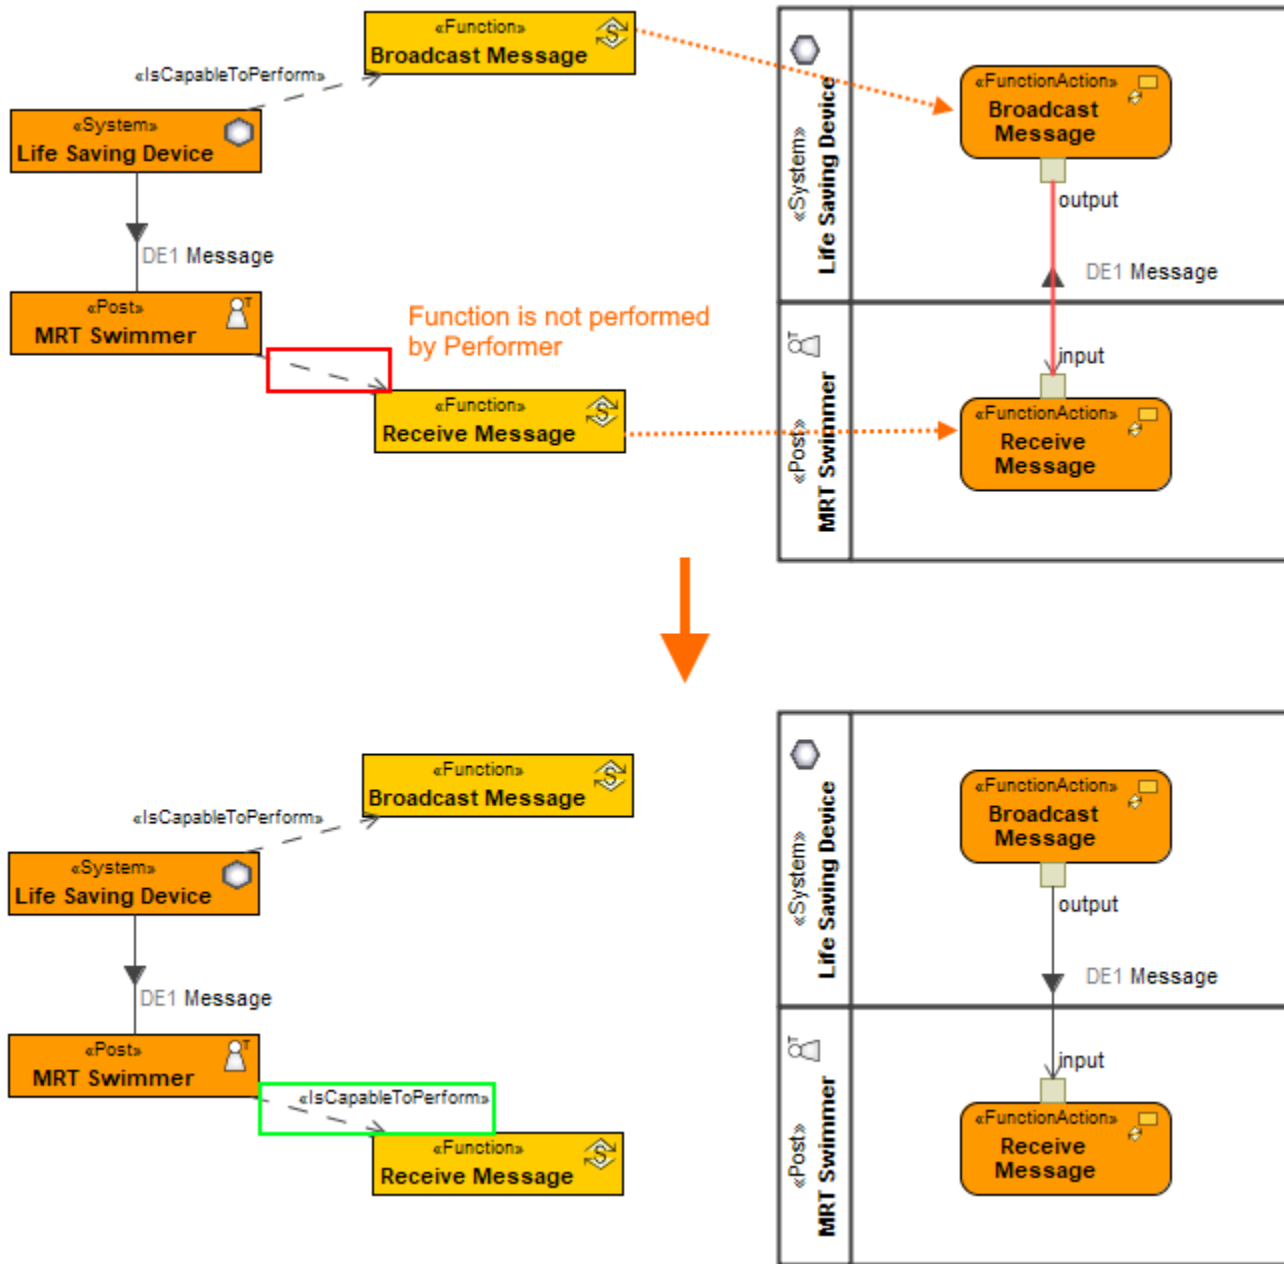 «Function»
Broadcast Message
S
«IsCapableToPerform»
«System»
Life Saving Device
DE1 Message
«Post»
T
MRT Swimmer
Function is not performed
by Performer
«Function»
Receive Message
S
«System»
Life Saving Device
«FunctionAction»
Broadcast
Message
output
DE1 Message
T
«Post»
MRT Swimmer
input
«FunctionAction»
Receive
Message
«Function»
Broadcast Message
S
«IsCapableToPerform»
«System»
Life Saving Device
DE1 Message
«Post»
T
MRT Swimmer
«IsCapableToPerform»
«Function»
Receive Message
S
«System»
Life Saving Device
«FunctionAction»
Broadcast
Message
output
DE1 Message
T
«Post»
MRT Swimmer
input
«FunctionAction»
Receive
Message